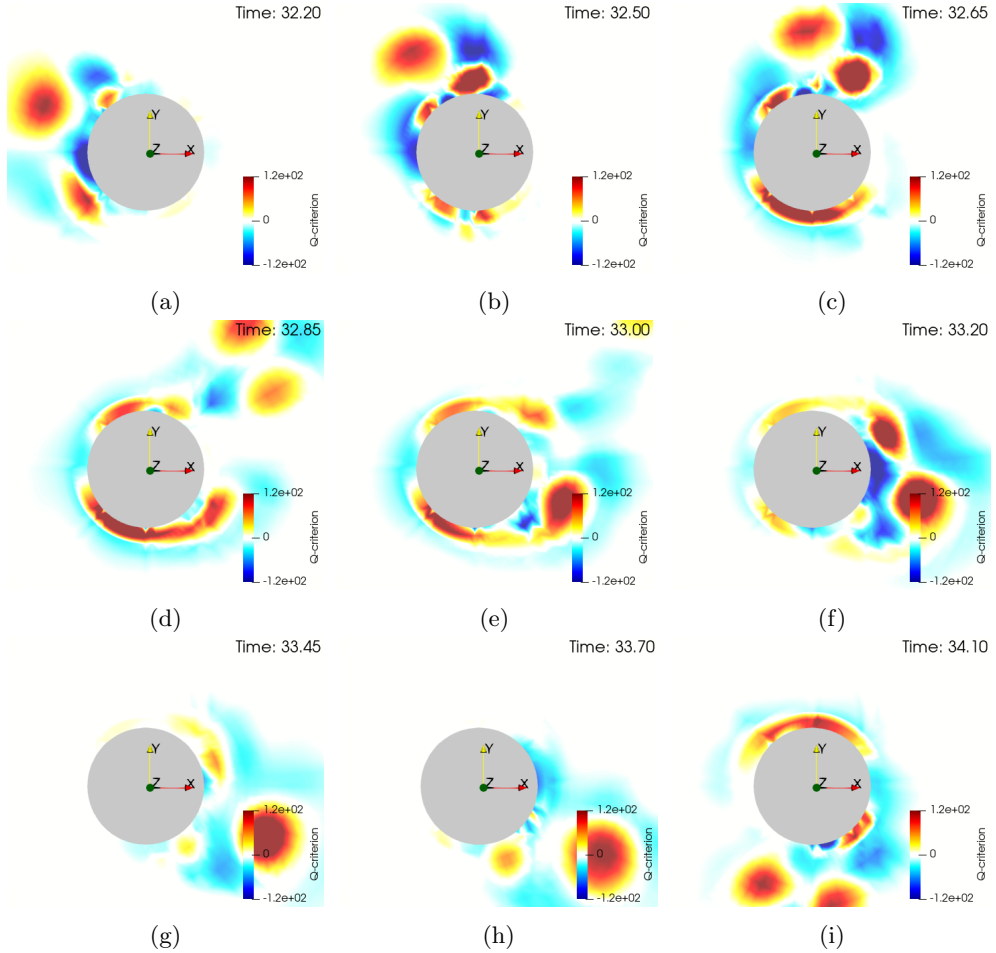 Time: 32.20
Y
Z X
1.2e+02
0
-1.2e+02
Q-criterion
(a)
Time: 32.50
Y
Z X
1.2e+02
0
-1.2e+02
Q-criterion
(b)
Time: 32.65
Y
Z X
1.2e+02
0
-1.2e+02
Q-criterion
(c)
Time: 32.85
Y
Z X
1.2e+02
0
-1.2e+02
Q-criterion
(d)
Time: 33.00
Y
Z X
1.2e+02
0
-1.2e+02
Q-criterion
(e)
Time: 33.20
Y
Z X
1.2e+02
0
-1.2e+02
Q-criterion
(f)
Time: 33.45
Y
Z X
1.2e+02
0
-1.2e+02
Q-criterion
(g)
Time: 33.70
Y
Z X
1.2e+02
0
-1.2e+02
Q-criterion
(h)
Time: 34.10
Y
Z X
1.2e+02
0
-1.2e+02
Q-criterion
(i)